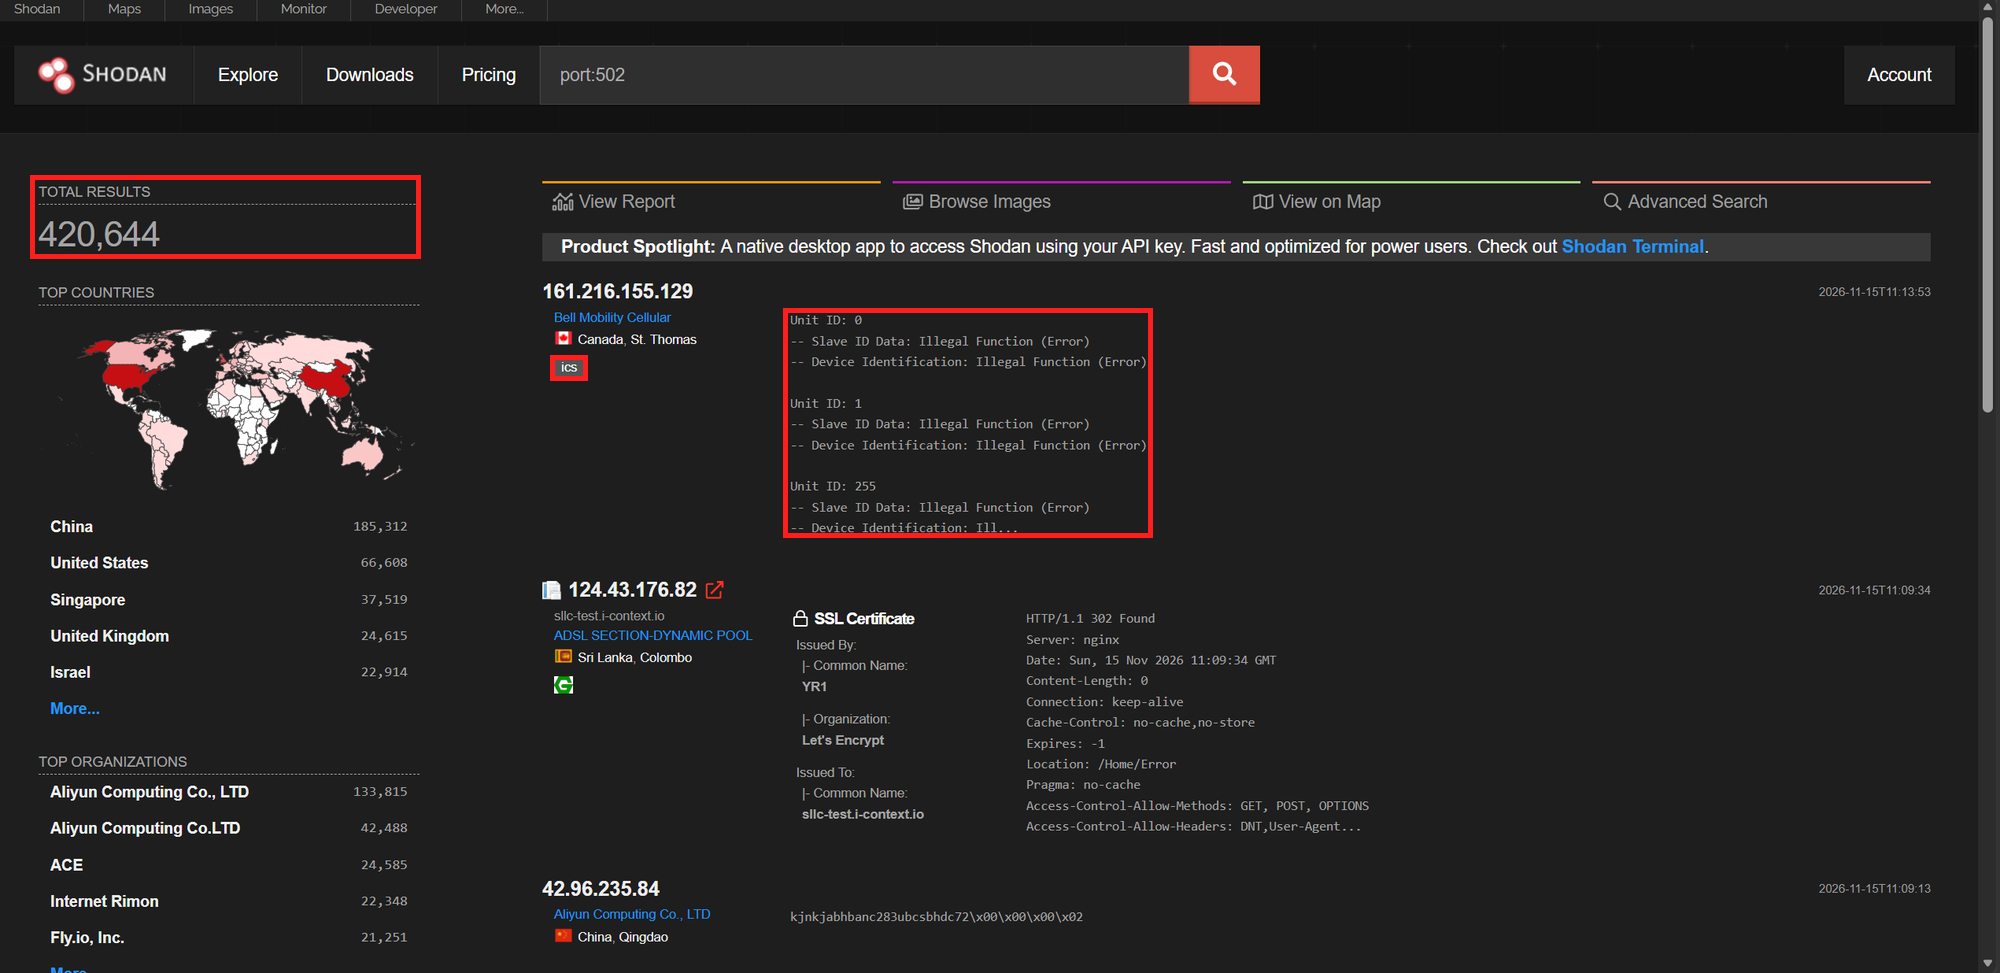 Shodan
Maps
Images
Monitor
Developer
More...
SHODAN
Explore
Downloads
Pricing
port:502
Account
TOTAL RESULTS
420,644
TOP COUNTRIES
China 185,312
United States 66,608
Singapore 37,519
United Kingdom 24,615
Israel 22,914
More...
TOP ORGANIZATIONS
Aliyun Computing Co., LTD 133,815
Aliyun Computing Co.LTD 42,488
ACE 24,585
Internet Rimon 22,348
Fly.io, Inc. 21,251
More...
View Report
Browse Images
View on Map
Advanced Search
Product Spotlight: A native desktop app to access Shodan using your API key. Fast and optimized for power users. Check out Shodan Terminal.
161.216.155.129
2026-11-15T11:13:53
Bell Mobility Cellular
Canada, St. Thomas
ics
Unit ID: 0
-- Slave ID Data: Illegal Function (Error)
-- Device Identification: Illegal Function (Error)
Unit ID: 1
-- Slave ID Data: Illegal Function (Error)
-- Device Identification: Illegal Function (Error)
Unit ID: 255
-- Slave ID Data: Illegal Function (Error)
-- Device Identification: Ill...
124.43.176.82
2026-11-15T11:09:34
sllc-test.i-context.io
ADSL SECTION-DYNAMIC POOL
Sri Lanka, Colombo
SSL Certificate
Issued By:
|- Common Name:
YR1
|- Organization:
Let's Encrypt
Issued To:
|- Common Name:
sllc-test.i-context.io
HTTP/1.1 302 Found
Server: nginx
Date: Sun, 15 Nov 2026 11:09:34 GMT
Content-Length: 0
Connection: keep-alive
Cache-Control: no-cache,no-store
Expires: -1
Location: /Home/Error
Pragma: no-cache
Access-Control-Allow-Methods: GET, POST, OPTIONS
Access-Control-Allow-Headers: DNT,User-Agent...
42.96.235.84
2026-11-15T11:09:13
Aliyun Computing Co., LTD
China, Qingdao
kjnkjabhbanc283ubcsbhdc72\x00\x00\x00\x02